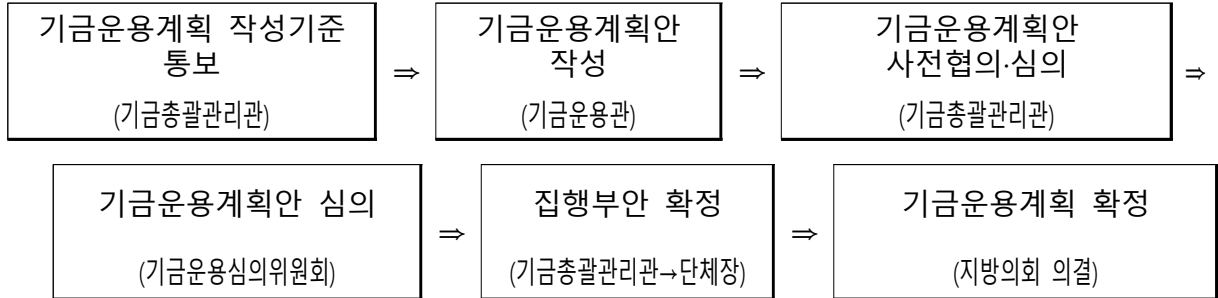 기금운용계획 작성기준
통보
(기금총괄관리관)
⇒
기금운용계획안
작성
(기금운용관)
⇒
기금운용계획안
사전협의·심의
(기금총괄관리관)
⇒
기금운용계획안 심의
(기금운용심의위원회)
⇒
집행부안 확정
(기금총괄관리관→단체장)
⇒
기금운용계획 확정
(지방의회 의결)